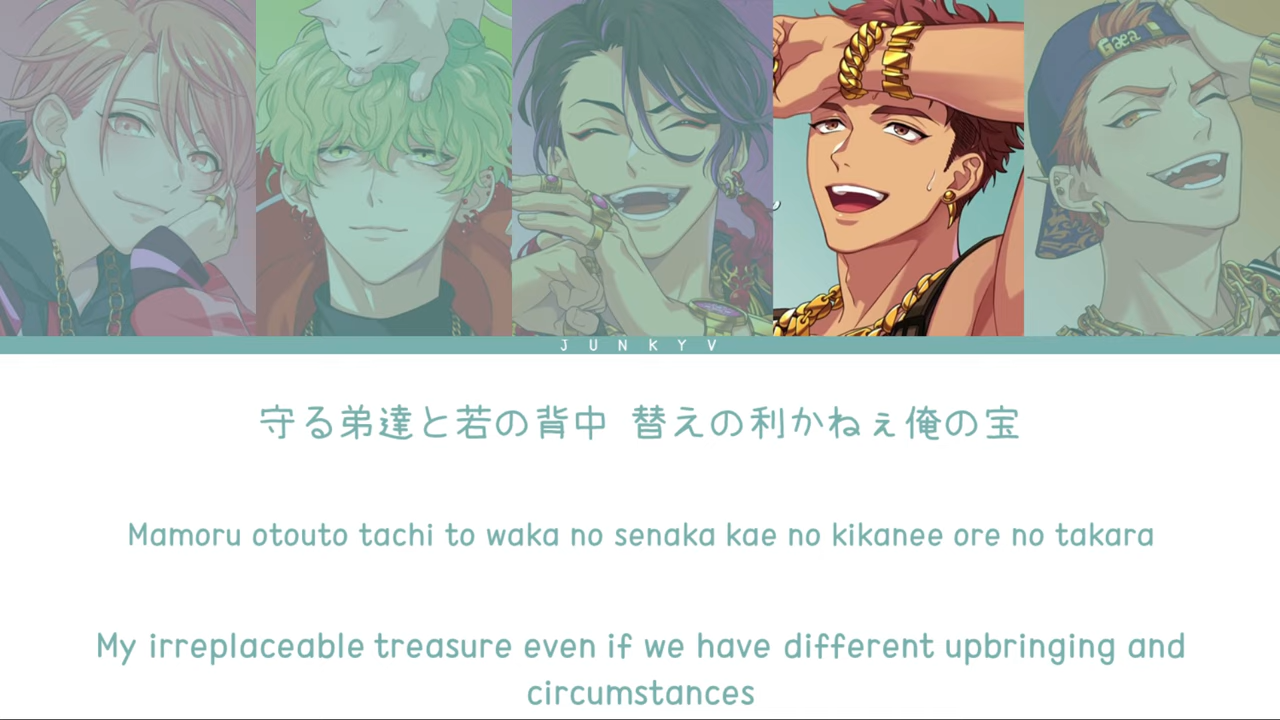 Gaea
JUNKYV
守る弟達と若の背中 替えの利かねぇ俺の宝
Mamoru otouto tachi to waka no senaka kae no kikanee ore no takara
My irreplaceable treasure even if we have different upbringing and
circumstances